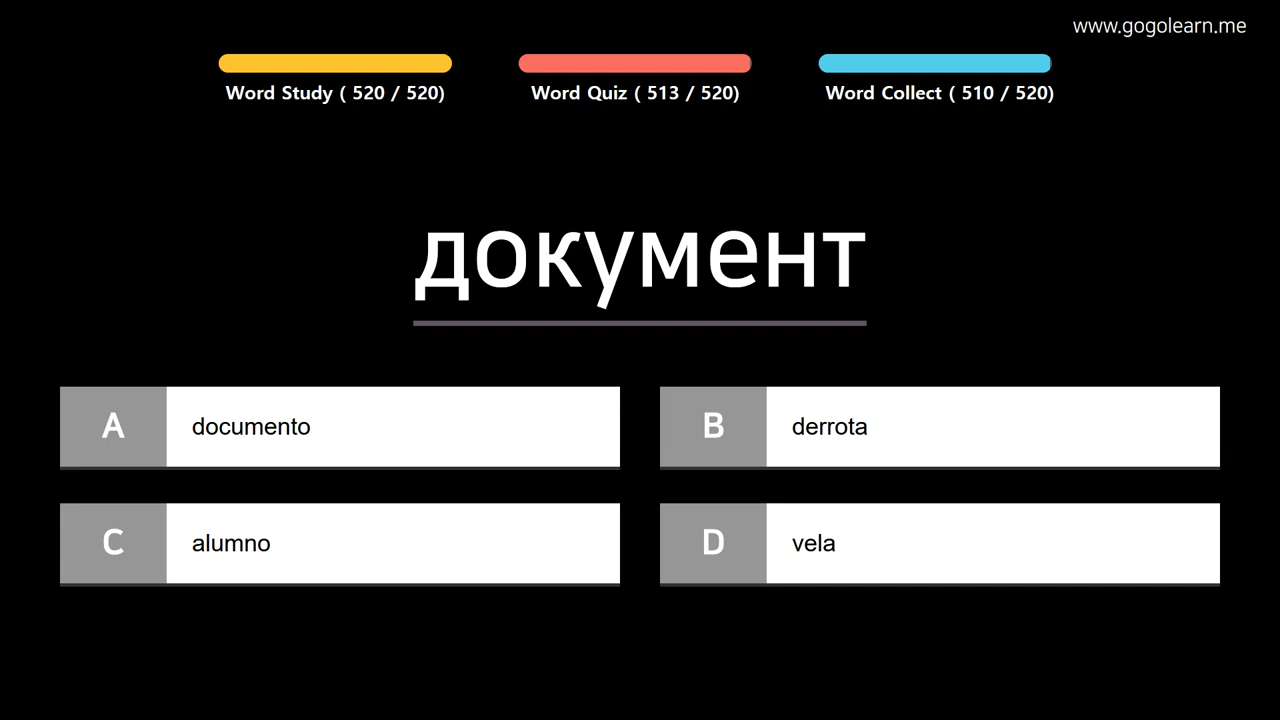 www.gogolearn.me
Word Study ( 520 / 520)
Word Quiz ( 513 / 520)
Word Collect ( 510 / 520)
документ
A documento
B derrota
C alumno
D vela